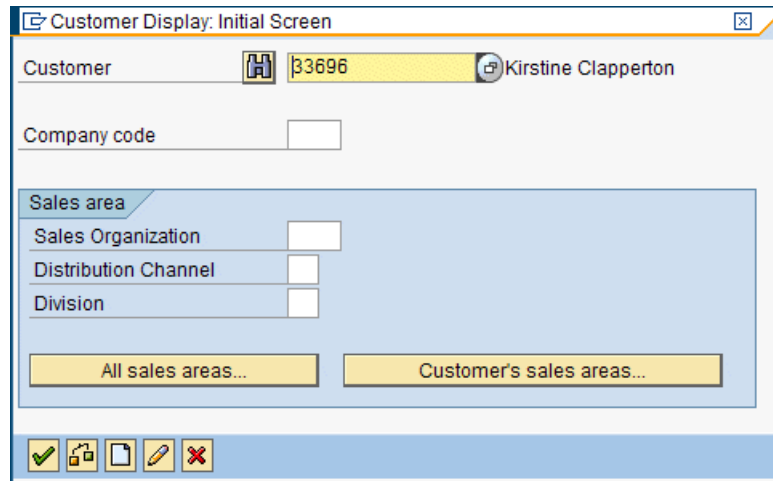 Customer Display: Initial Screen
Customer 33696 Kirstine Clapperton
Company code
Sales area
Sales Organization
Distribution Channel
Division
All sales areas... Customer's sales areas...